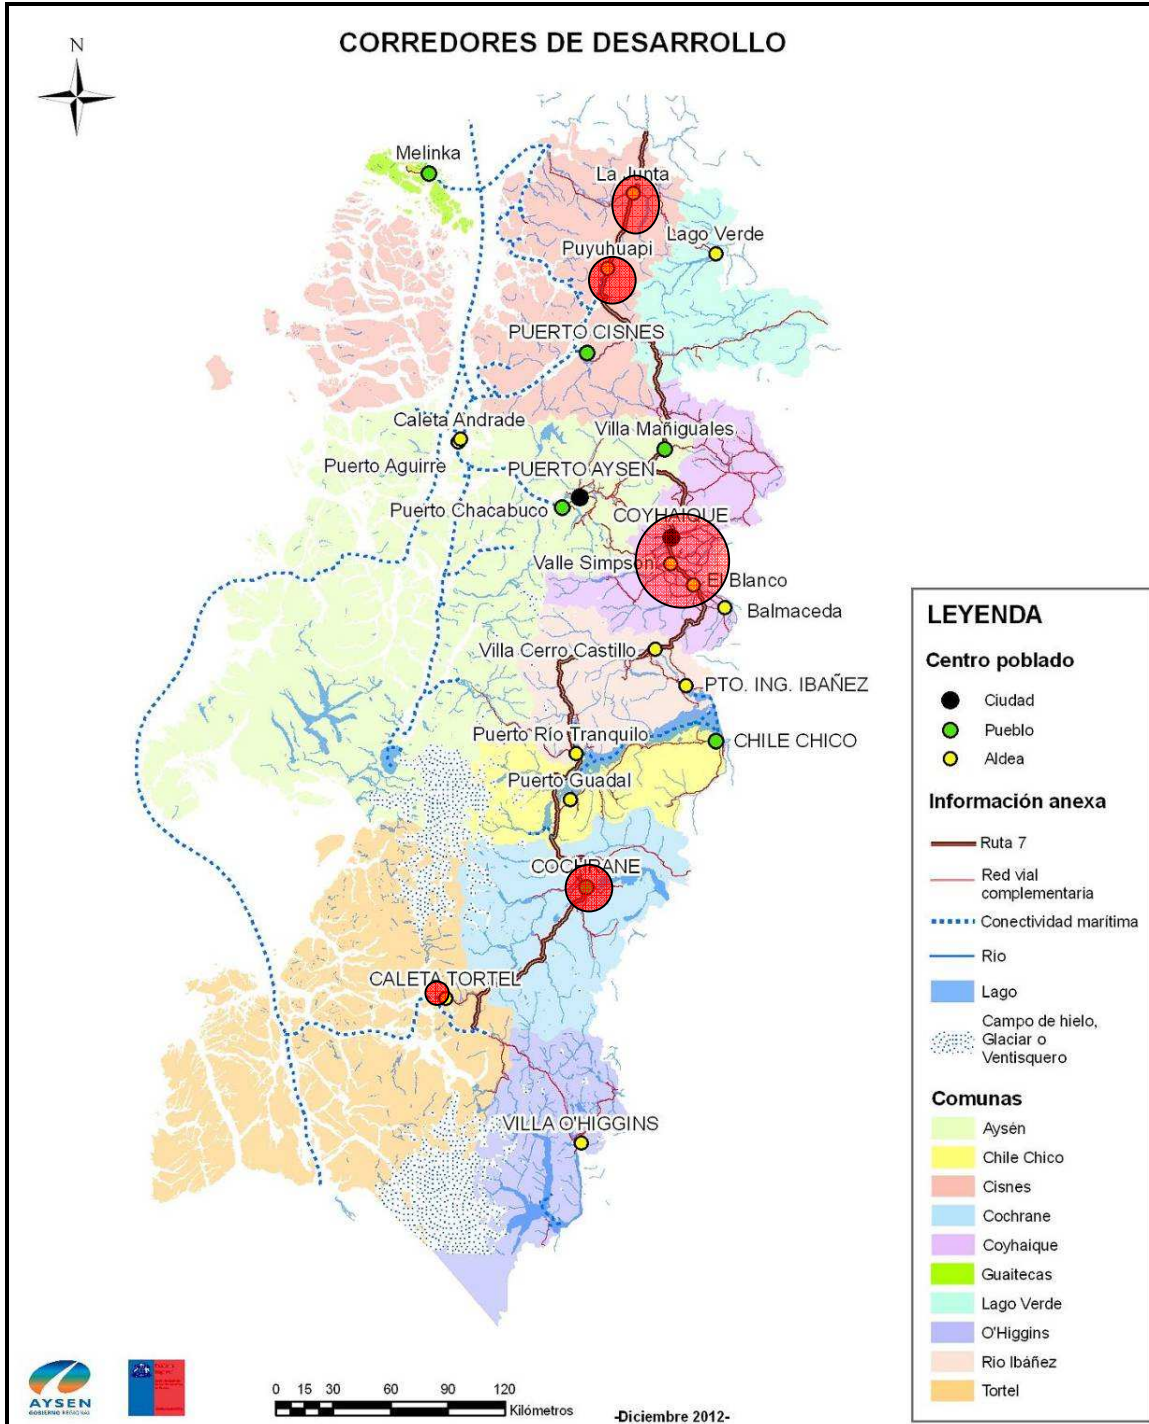 CORREDORES DE DESARROLLO
N
Melinka
La Junta
Lago Verde
Puyuhuapi
PUERTO CISNES
Caleta Andrade
Villa Mañiguales
Puerto Aguirre
PUERTO AYSEN
Puerto Chacabuco
COYHAIQUE
Valle Simpson
El Blanco
Balmaceda
Villa Cerro Castillo
PTO. ING. IBAÑEZ
Puerto Río Tranquilo
CHILE CHICO
Puerto Guadal
COCHRANE
CALETA TORTEL
VILLA O'HIGGINS
LEYENDA
Centro poblado
Ciudad
Pueblo
Aldea
Información anexa
Ruta 7
Red vial
complementaria
Conectividad marítima
Rio
Lago
Campo de hielo,
Glaciar o
Ventisquero
Comunas
Aysén
Chile Chico
Cisnes
Cochrane
Coyhaique
Guaitecas
Lago Verde
O'Higgins
Rio Ibáñez
Tortel
AYSEN
GOBIERNO REGIONAL
0 15 30 60 90 120
Kilómetros
-Diciembre 2012-